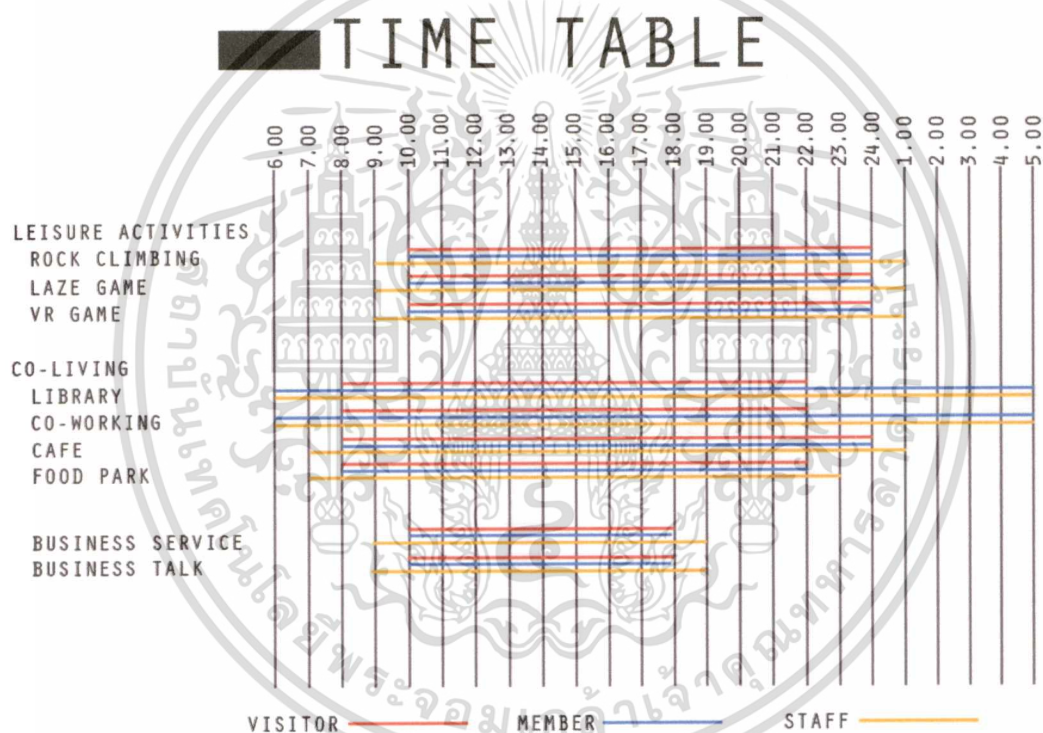 TIME TABLE
6.00 7.00 8.00 9.00 10.00 11.00 12.00 13.00 14.00 15.00 16.00 17.00 18.00 19.00 20.00 21.00 22.00 23.00 24.00 1.00 2.00 3.00 4.00 5.00
LEISURE ACTIVITIES
ROCK CLIMBING
LAZE GAME
VR GAME
CO-LIVING
LIBRARY
CO-WORKING
CAFE
FOOD PARK
BUSINESS SERVICE
BUSINESS TALK
VISITOR MEMBER STAFF